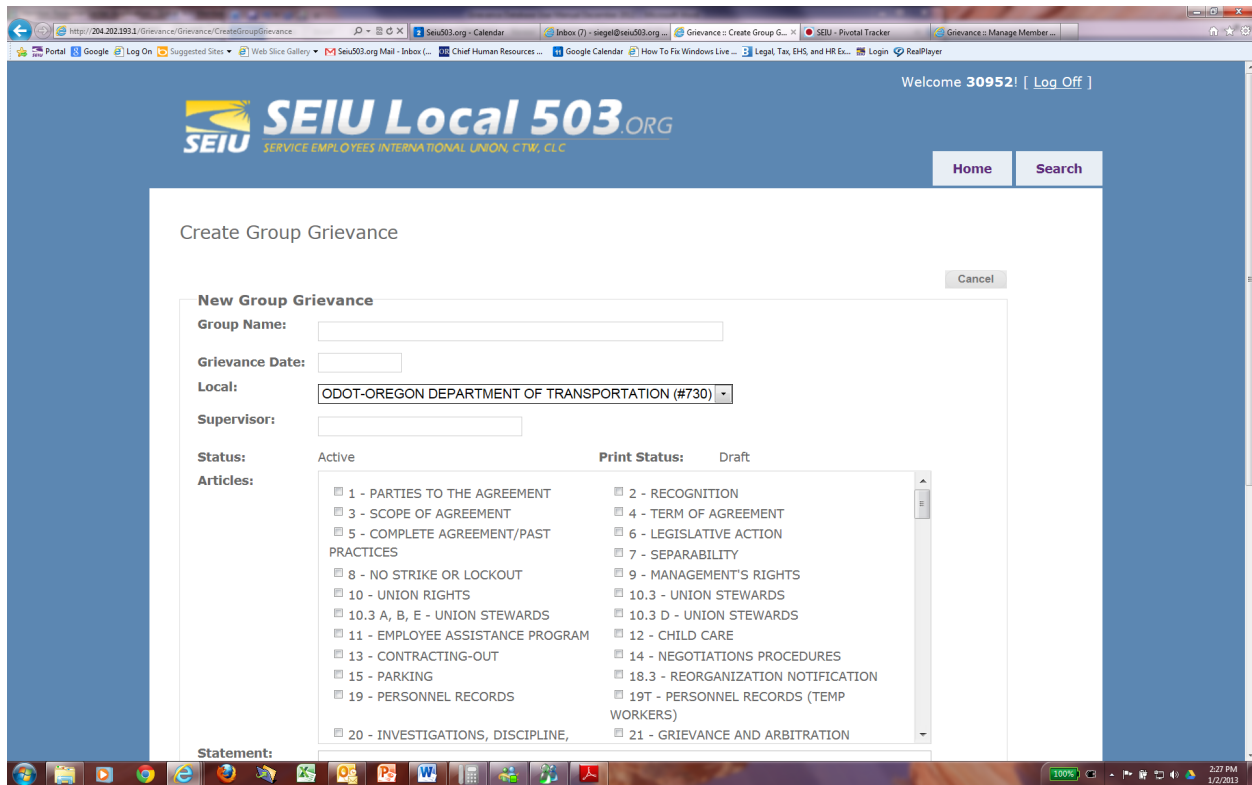 http://204.202.193.1/Grievance/Grievance/CreateGroupGrievance
Seiu503.org - Calendar
Inbox (7) - siegel@seiu503.org ...
Grievance :: Create Group G...
SEIU - Pivotal Tracker
Grievance :: Manage Member ...
Portal
Google
Log On
Suggested Sites
Web Slice Gallery
Seiu503.org Mail - Inbox (...
Chief Human Resources ...
Google Calendar
How To Fix Windows Live ...
Legal, Tax, EHS, and HR Ex...
Login
RealPlayer
Welcome 30952! [ Log Off ]
SEIU
SEIU Local 503.ORG
SERVICE EMPLOYEES INTERNATIONAL UNION, CTW, CLC
Home
Search
Create Group Grievance
Cancel
New Group Grievance
Group Name:
Grievance Date:
Local:
ODOT-OREGON DEPARTMENT OF TRANSPORTATION (#730)
Supervisor:
Status: Active
Print Status: Draft
Articles:
1 - PARTIES TO THE AGREEMENT
2 - RECOGNITION
3 - SCOPE OF AGREEMENT
4 - TERM OF AGREEMENT
5 - COMPLETE AGREEMENT/PAST
PRACTICES
6 - LEGISLATIVE ACTION
7 - SEPARABILITY
8 - NO STRIKE OR LOCKOUT
9 - MANAGEMENT'S RIGHTS
10 - UNION RIGHTS
10.3 - UNION STEWARDS
10.3 A, B, E - UNION STEWARDS
10.3 D - UNION STEWARDS
11 - EMPLOYEE ASSISTANCE PROGRAM
12 - CHILD CARE
13 - CONTRACTING-OUT
14 - NEGOTIATIONS PROCEDURES
15 - PARKING
18.3 - REORGANIZATION NOTIFICATION
19 - PERSONNEL RECORDS
19T - PERSONNEL RECORDS (TEMP
WORKERS)
20 - INVESTIGATIONS, DISCIPLINE,
21 - GRIEVANCE AND ARBITRATION
Statement:
100%
2:27 PM
1/2/2013